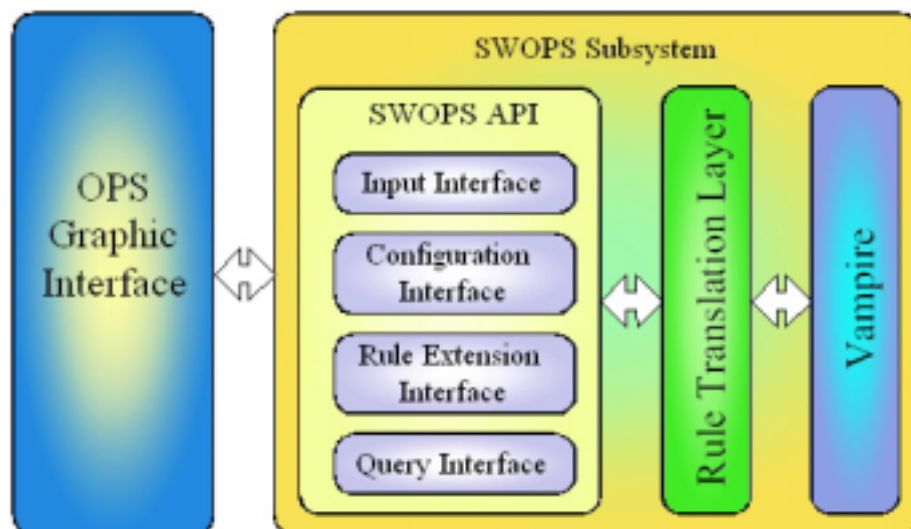 OPS
Graphic
Interface
SWOPS Subsystem
SWOPS API
Input Interface
Configuration
Interface
Rule Extension
Interface
Query Interface
Rule Translation Layer
Vampire